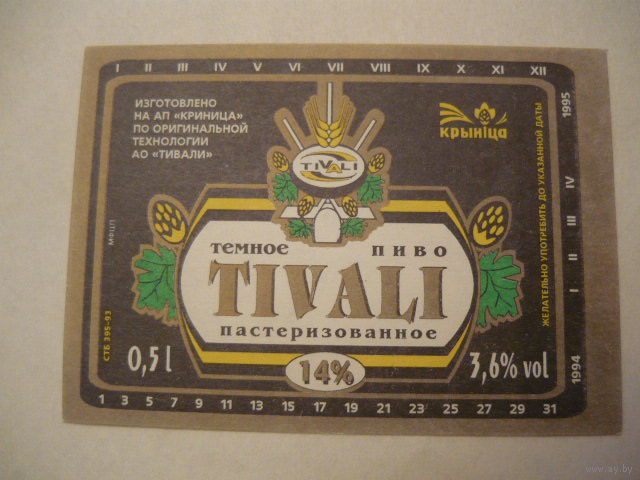 I II III IV V VI VII VIII IX X XI XII
ИЗГОТОВЛЕНО
НА АП «КРИНИЦА»
ПО ОРИГИНАЛЬНОЙ
ТЕХНОЛОГИИ
АО «ТИВАЛИ»
TIVALI
крыніца
1995
ЖЕЛАТЕЛЬНО УПОТРЕБИТЬ ДО УКАЗАННОЙ ДАТЫ
I II III IV
1994
СТБ 395-93
темное пиво
TIVALI
пастеризованное
0,5 l
14%
3,6% vol
1 3 5 7 9 11 13 15 17 19 21 23 25 27 29 31
www.ay.by